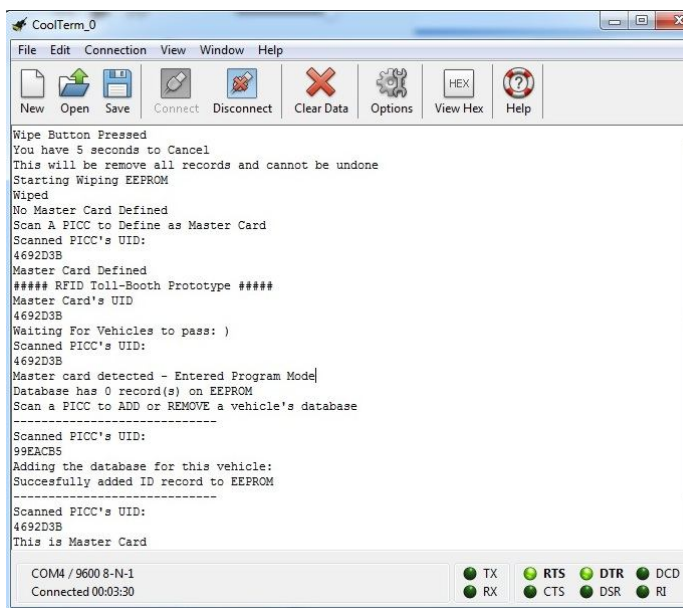 CoolTerm_0
File Edit Connection View Window Help
New Open Save Connect Disconnect Clear Data Options View Hex Help
HEX
Wipe Button Pressed
You have 5 seconds to Cancel
This will be remove all records and cannot be undone
Starting Wiping EEPROM
Wiped
No Master Card Defined
Scan A PICC to Define as Master Card
Scanned PICC's UID:
4692D3B
Master Card Defined
##### RFID Toll-Booth Prototype #####
Master Card's UID
4692D3B
Waiting For Vehicles to pass: )
Scanned PICC's UID:
4692D3B
Master card detected - Entered Program Mode
Database has 0 record(s) on EEPROM
Scan a PICC to ADD or REMOVE a vehicle's database
-----------------------------
Scanned PICC's UID:
99EACB5
Adding the database for this vehicle:
Succesfully added ID record to EEPROM
-----------------------------
Scanned PICC's UID:
4692D3B
This is Master Card
COM4 / 9600 8-N-1
Connected 00:03:30
TX RTS DTR DCD
RX CTS DSR RI